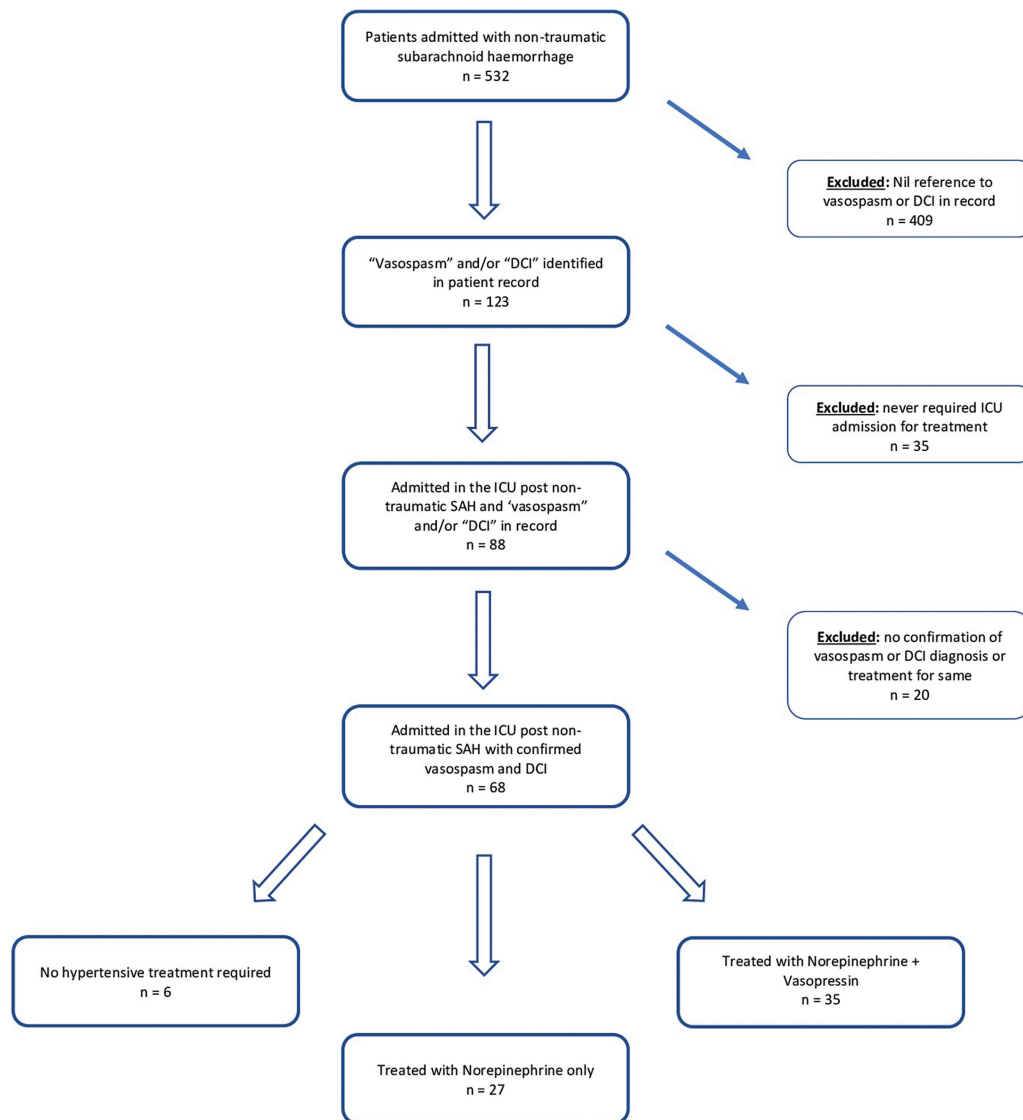 Patients admitted with non-traumatic
subarachnoid haemorrhage
n = 532
Excluded: Nil reference to
vasospasm or DCI in record
n = 409
“Vasospasm” and/or “DCI” identified
in patient record
n = 123
Excluded: never required ICU
admission for treatment
n = 35
Admitted in the ICU post non-
traumatic SAH and ‘vasospasm”
and/or “DCI” in record
n = 88
Excluded: no confirmation of
vasospasm or DCI diagnosis or
treatment for same
n = 20
Admitted in the ICU post non-
traumatic SAH with confirmed
vasospasm and DCI
n = 68
No hypertensive treatment required
n = 6
Treated with Norepinephrine +
Vasopressin
n = 35
Treated with Norepinephrine only
n = 27